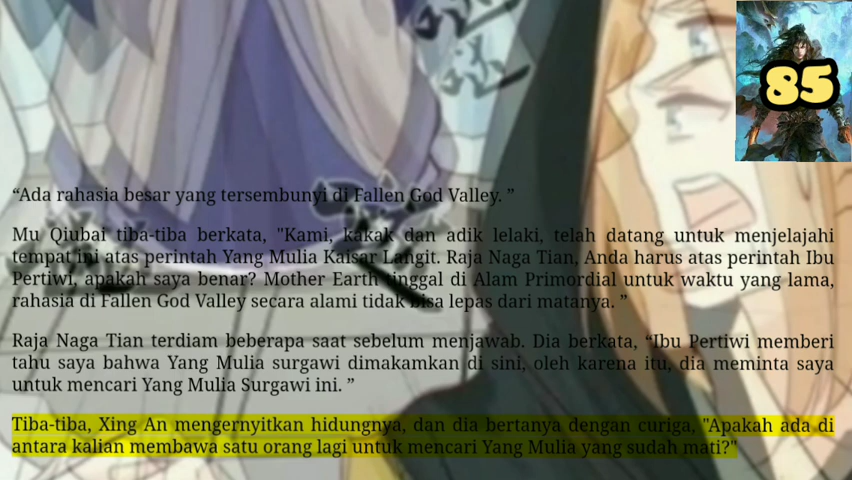 85
“Ada rahasia besar yang tersembunyi di Fallen God Valley. ”
Mu Qiubai tiba-tiba berkata, "Kami, kakak dan adik lelaki, telah datang untuk menjelajahi
tempat ini atas perintah Yang Mulia Kaisar Langit. Raja Naga Tian, Anda harus atas perintah Ibu
Pertiwi, apakah saya benar? Mother Earth tinggal di Alam Primordial untuk waktu yang lama,
rahasia di Fallen God Valley secara alami tidak bisa lepas dari matanya. ”
Raja Naga Tian terdiam beberapa saat sebelum menjawab. Dia berkata, “Ibu Pertiwi memberi
tahu saya bahwa Yang Mulia surgawi dimakamkan di sini, oleh karena itu, dia meminta saya
untuk mencari Yang Mulia Surgawi ini. ”
Tiba-tiba, Xing An mengernyitkan hidungnya, dan dia bertanya dengan curiga, "Apakah ada di
antara kalian membawa satu orang lagi untuk mencari Yang Mulia yang sudah mati?"